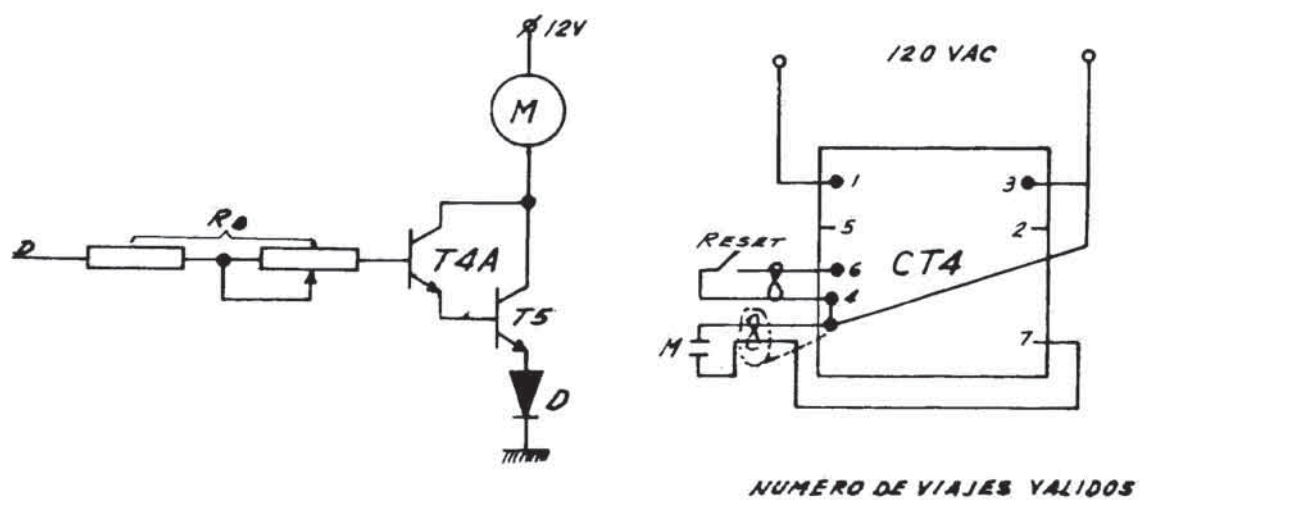 12V
M
R
D
T4A
T5
D
120 VAC
1
3
5
2
RESET
6
CT4
4
M
7
NUMERO DE VIAJES VALIDOS